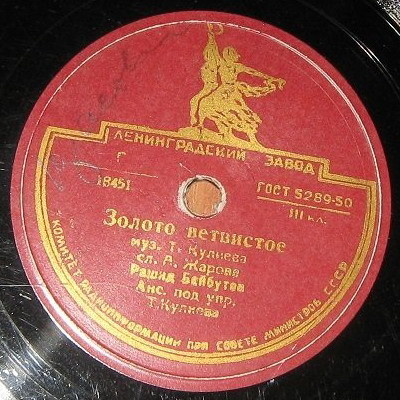 ЛЕНИНГРАДСКИЙ ЗАВОД
Г
18451
ГОСТ 5289-50
III кл.
Золото ветвистое
муз. Т. Кулиева
сл. А. Жарова
Рашид Бейбутов
Анс. под упр.
Т. Кулиева
КОМИТЕТ РАДИОИНФОРМАЦИИ ПРИ СОВЕТЕ МИНИСТРОВ СССР